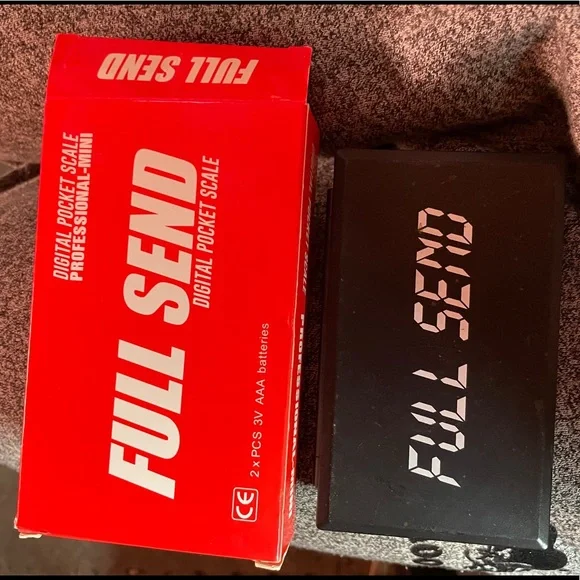 FULL SEND
DIGITAL POCKET SCALE
PROFESSIONAL-MINI
FULL SEND
DIGITAL POCKET SCALE
2 x PCS 3V AAA batteries
CE
FULL SEND